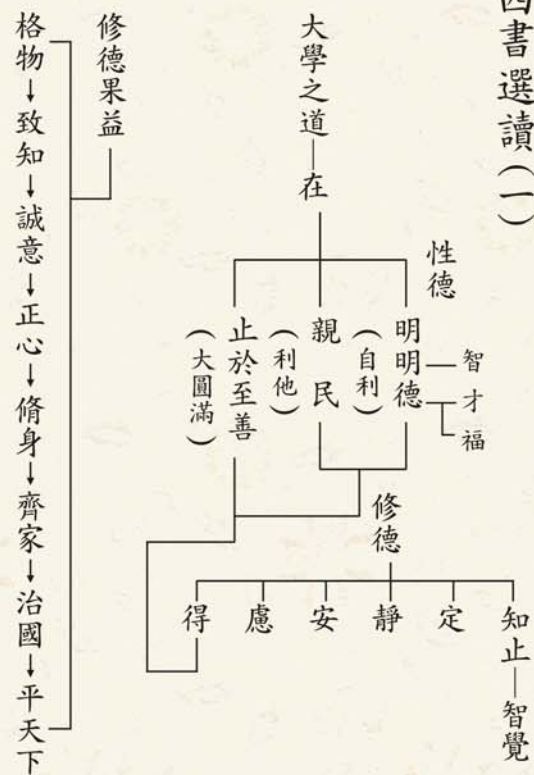 四書選讀（一）
大學之道—在
性德
明明德
（自利）
智
才
福
親民
（利他）
止於至善
（大圓滿）
修德
知止—智覺
定
靜
安
慮
得
修德果益
格物→致知→誠意→正心→脩身→齊家→治國→平天下